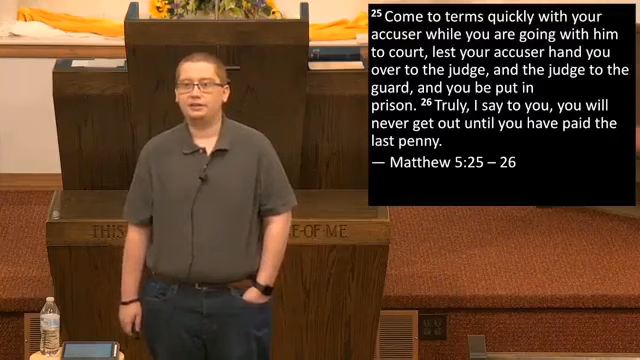 25 Come to terms quickly with your
accuser while you are going with him
to court, lest your accuser hand you
over to the judge, and the judge to the
guard, and you be put in
prison. 26 Truly, I say to you, you will
never get out until you have paid the
last penny.
— Matthew 5:25 – 26
THIS
E·OF·ME